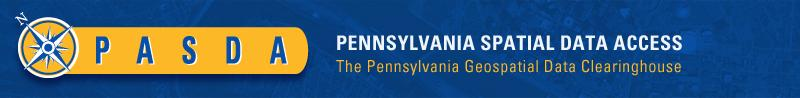 N
PASDA
PENNSYLVANIA SPATIAL DATA ACCESS
The Pennsylvania Geospatial Data Clearinghouse